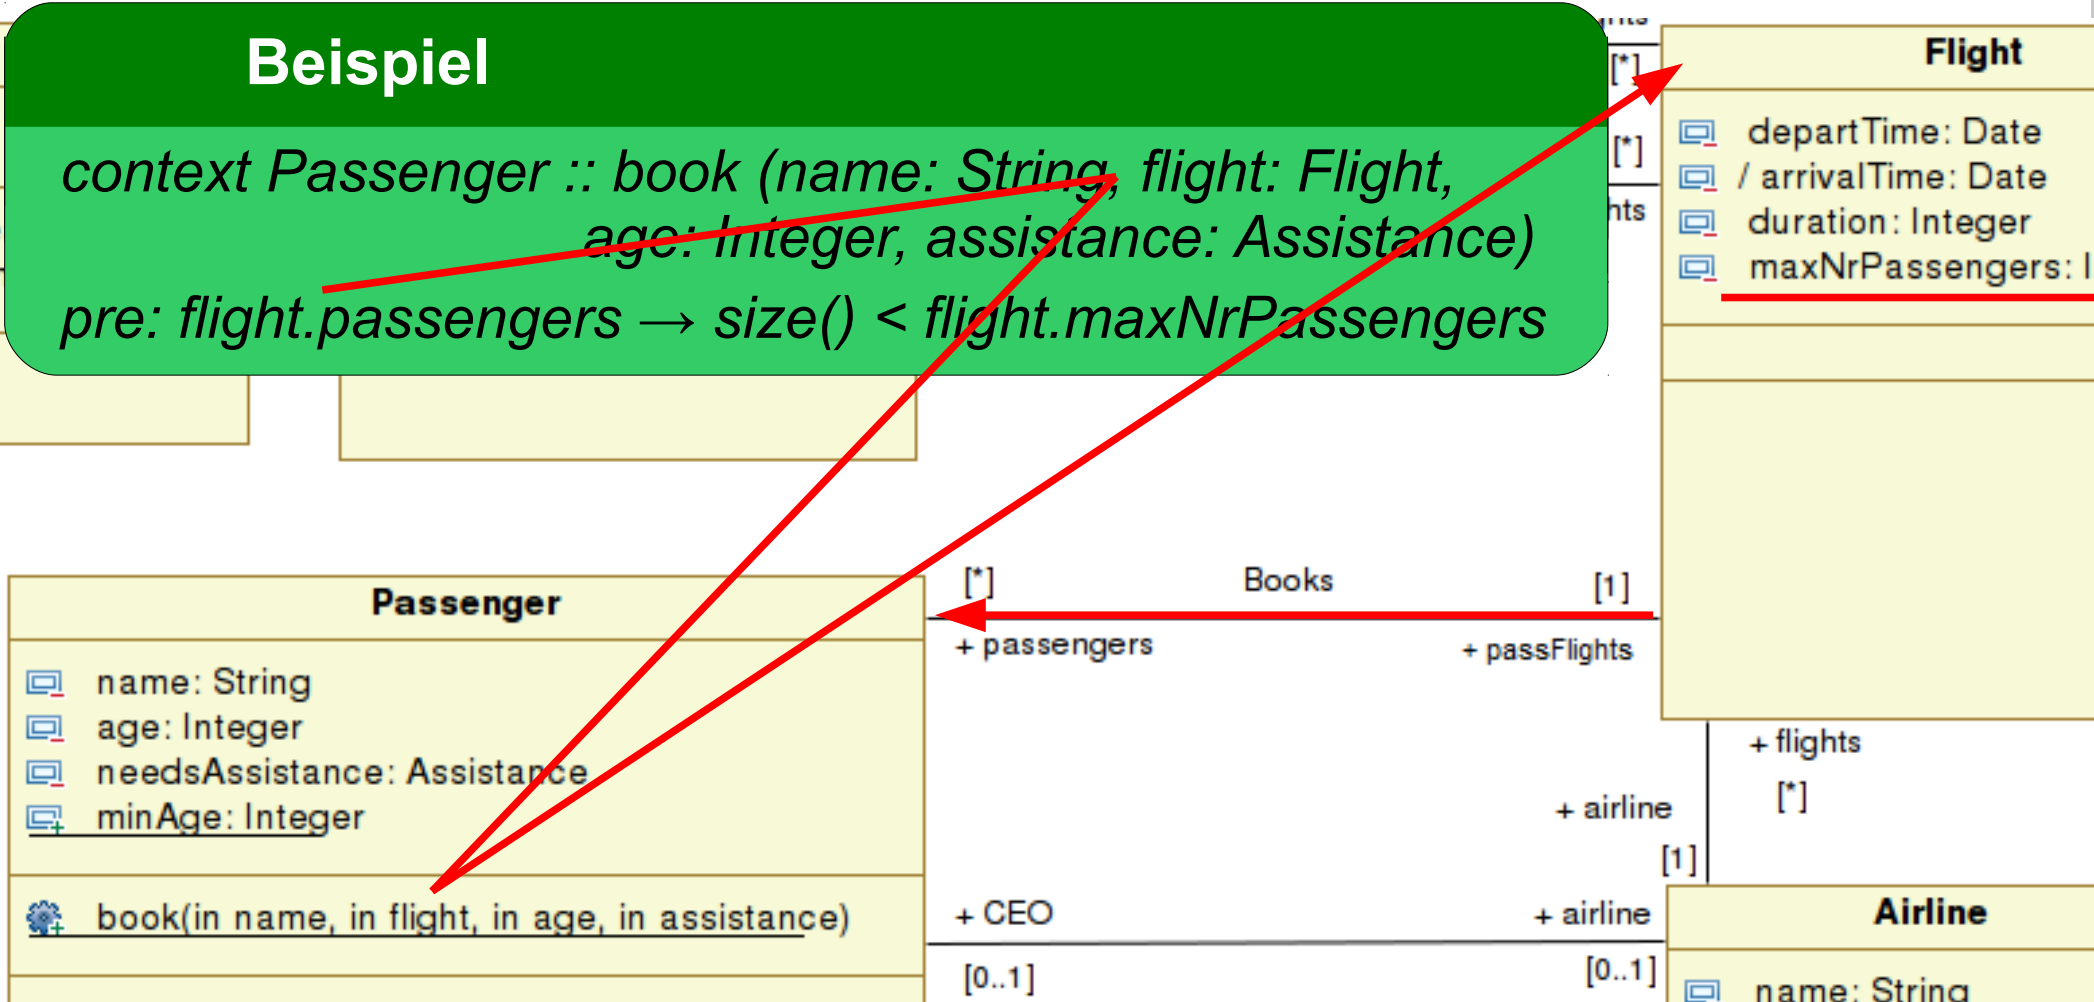 Beispiel
context Passenger :: book (name: String, flight: Flight,
age: Integer, assistance: Assistance)
pre: flight.passengers → size() < flight.maxNrPassengers
[*]
[*]
Flight
departTime: Date
/ arrivalTime: Date
duration: Integer
maxNrPassengers:
Passenger
name: String
age: Integer
needsAssistance: Assistance
minAge: Integer
book(in name, in flight, in age, in assistance)
[*] Books [1]
+ passengers + passFlights
+ flights
[*]
+ airline
[1]
+ CEO + airline
[0..1] [0..1]
Airline
name: String